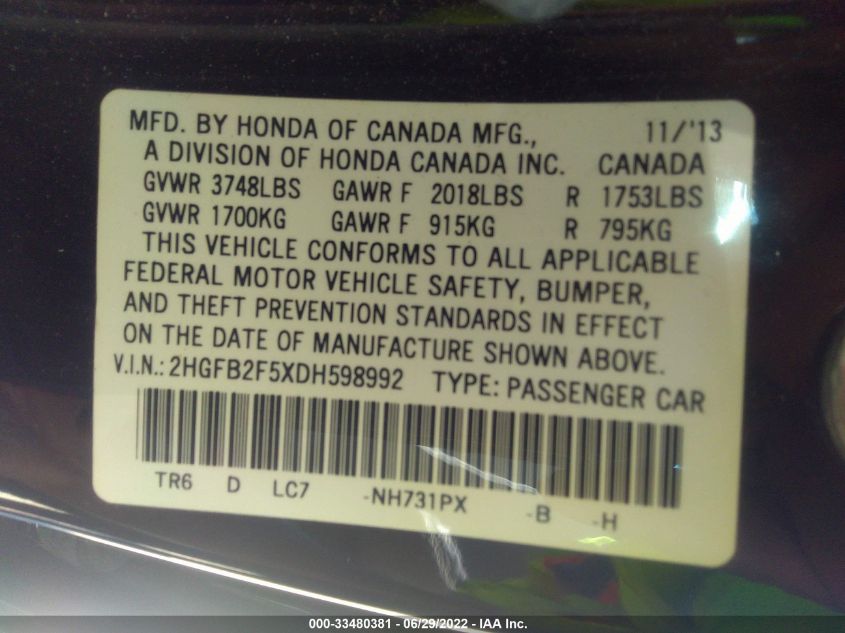 MFD. BY HONDA OF CANADA MFG., 11/'13
A DIVISION OF HONDA CANADA INC. CANADA
GVWR 3748LBS GAWR F 2018LBS R 1753LBS
GVWR 1700KG GAWR F 915KG R 795KG
THIS VEHICLE CONFORMS TO ALL APPLICABLE
FEDERAL MOTOR VEHICLE SAFETY, BUMPER,
AND THEFT PREVENTION STANDARDS IN EFFECT
ON THE DATE OF MANUFACTURE SHOWN ABOVE.
V.I.N.: 2HGFB2F5XDH598992 TYPE: PASSENGER CAR
TR6 D LC7 -NH731PX -B -H
000-33480381 - 06/29/2022 - IAA Inc.